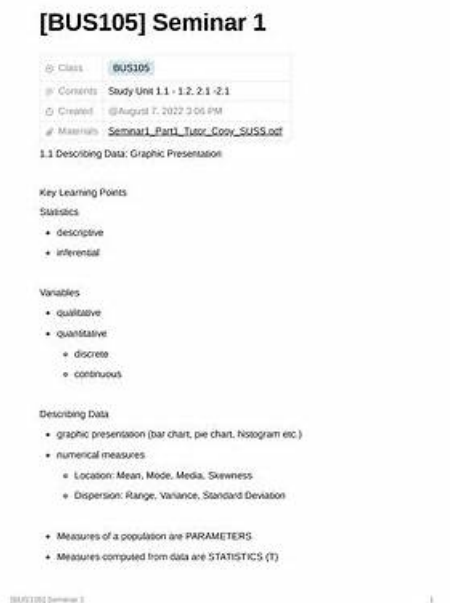 [BUS105] Seminar 1
Class BUS105
Contents Study Unit 1.1 - 1.2, 2.1 -2.1
Created @August 7, 2022 3:06 PM
Materials Seminar1_Part1_Tutor_Copy_SUSS.pdf
1.1 Describing Data: Graphic Presentation
Key Learning Points
Statistics
• descriptive
• inferential
Variables
• qualitative
• quantitative
◦ discrete
◦ continuous
Describing Data
• graphic presentation (bar chart, pie chart, histogram etc.)
• numerical measures
◦ Location: Mean, Mode, Media, Skewness
◦ Dispersion: Range, Variance, Standard Deviation
• Measures of a population are PARAMETERS
• Measures computed from data are STATISTICS (T)
[BUS105] Seminar 1 1